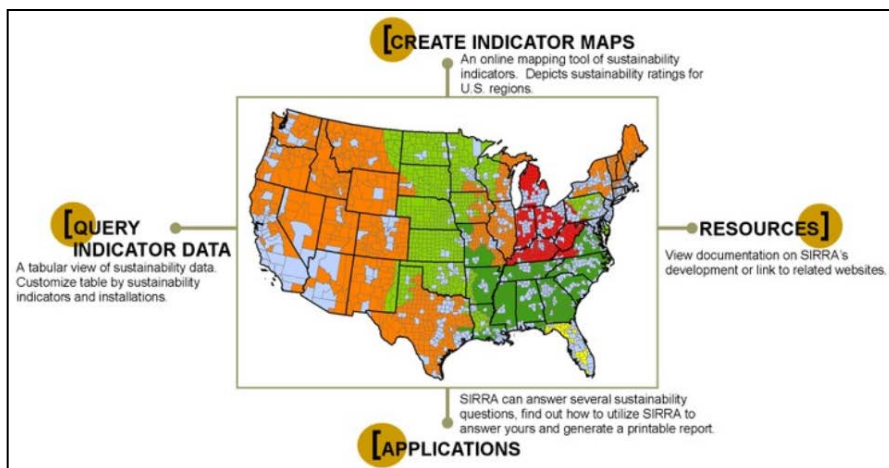 [CREATE INDICATOR MAPS
An online mapping tool of sustainability
indicators. Depicts sustainability ratings for
U.S. regions.
[QUERY
INDICATOR DATA
A tabular view of sustainability data.
Customize table by sustainability
indicators and installations.
RESOURCES]
View documentation on SIRRA's
development or link to related websites.
SIRRA can answer several sustainability
questions, find out how to utilize SIRRA to
answer yours and generate a printable report.
[APPLICATIONS